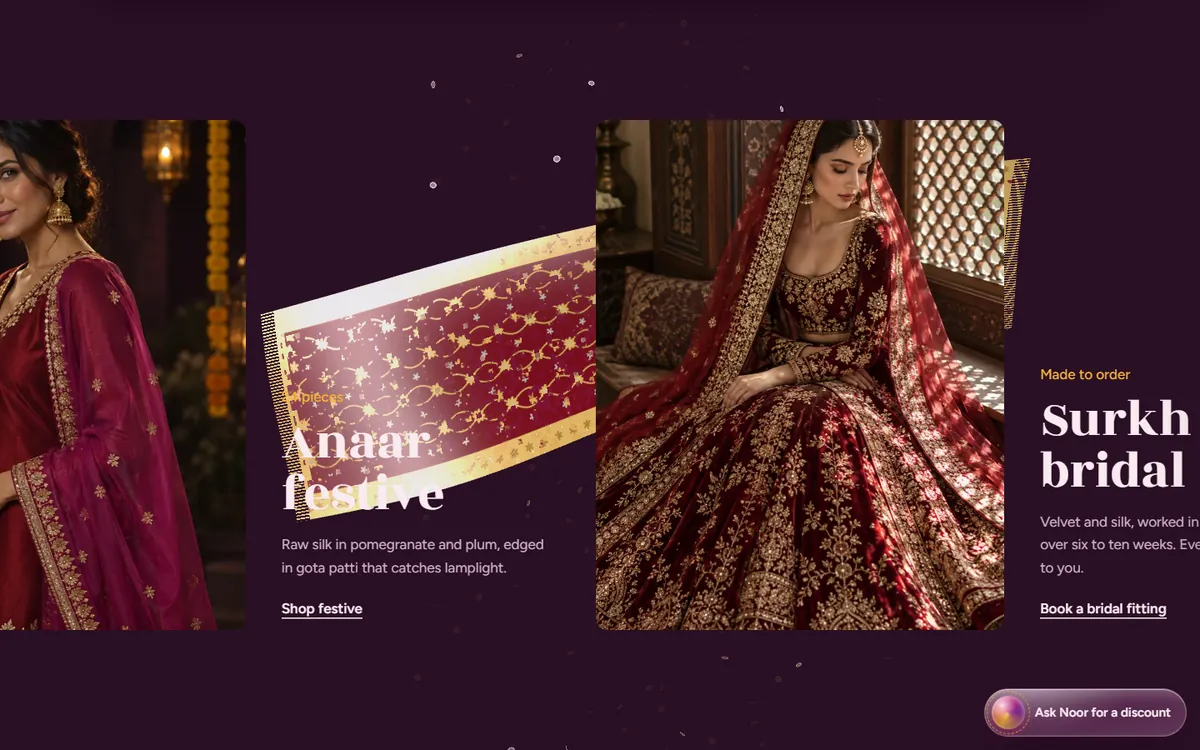 pieces
Anaar
festive
Raw silk in pomegranate and plum, edged
in gota patti that catches lamplight.
Shop festive
Made to order
Surkh
bridal
Velvet and silk, worked in
over six to ten weeks. Eve
to you.
Book a bridal fitting
Ask Noor for a discount